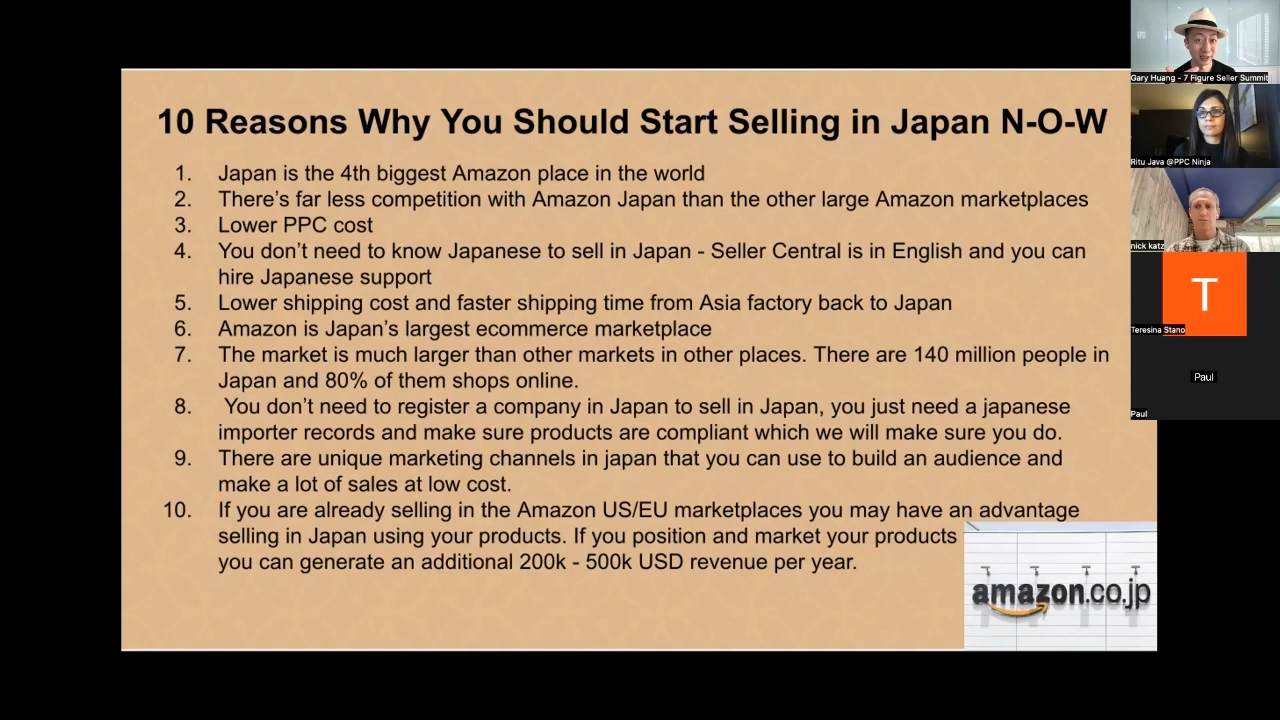 10 Reasons Why You Should Start Selling in Japan N-O-W
1. Japan is the 4th biggest Amazon place in the world
2. There's far less competition with Amazon Japan than the other large Amazon marketplaces
3. Lower PPC cost
4. You don't need to know Japanese to sell in Japan - Seller Central is in English and you can
hire Japanese support
5. Lower shipping cost and faster shipping time from Asia factory back to Japan
6. Amazon is Japan's largest ecommerce marketplace
7. The market is much larger than other markets in other places. There are 140 million people in
Japan and 80% of them shops online.
8. You don't need to register a company in Japan to sell in Japan, you just need a japanese
importer records and make sure products are compliant which we will make sure you do.
9. There are unique marketing channels in japan that you can use to build an audience and
make a lot of sales at low cost.
10. If you are already selling in the Amazon US/EU marketplaces you may have an advantage
selling in Japan using your products. If you position and market your products
you can generate an additional 200k - 500k USD revenue per year.
amazon.co.jp
Gary Huang - 7 Figure Seller Summit
Ritu Java @PPC Ninja
nick katz
T
Teresina Stano
Paul
Paul